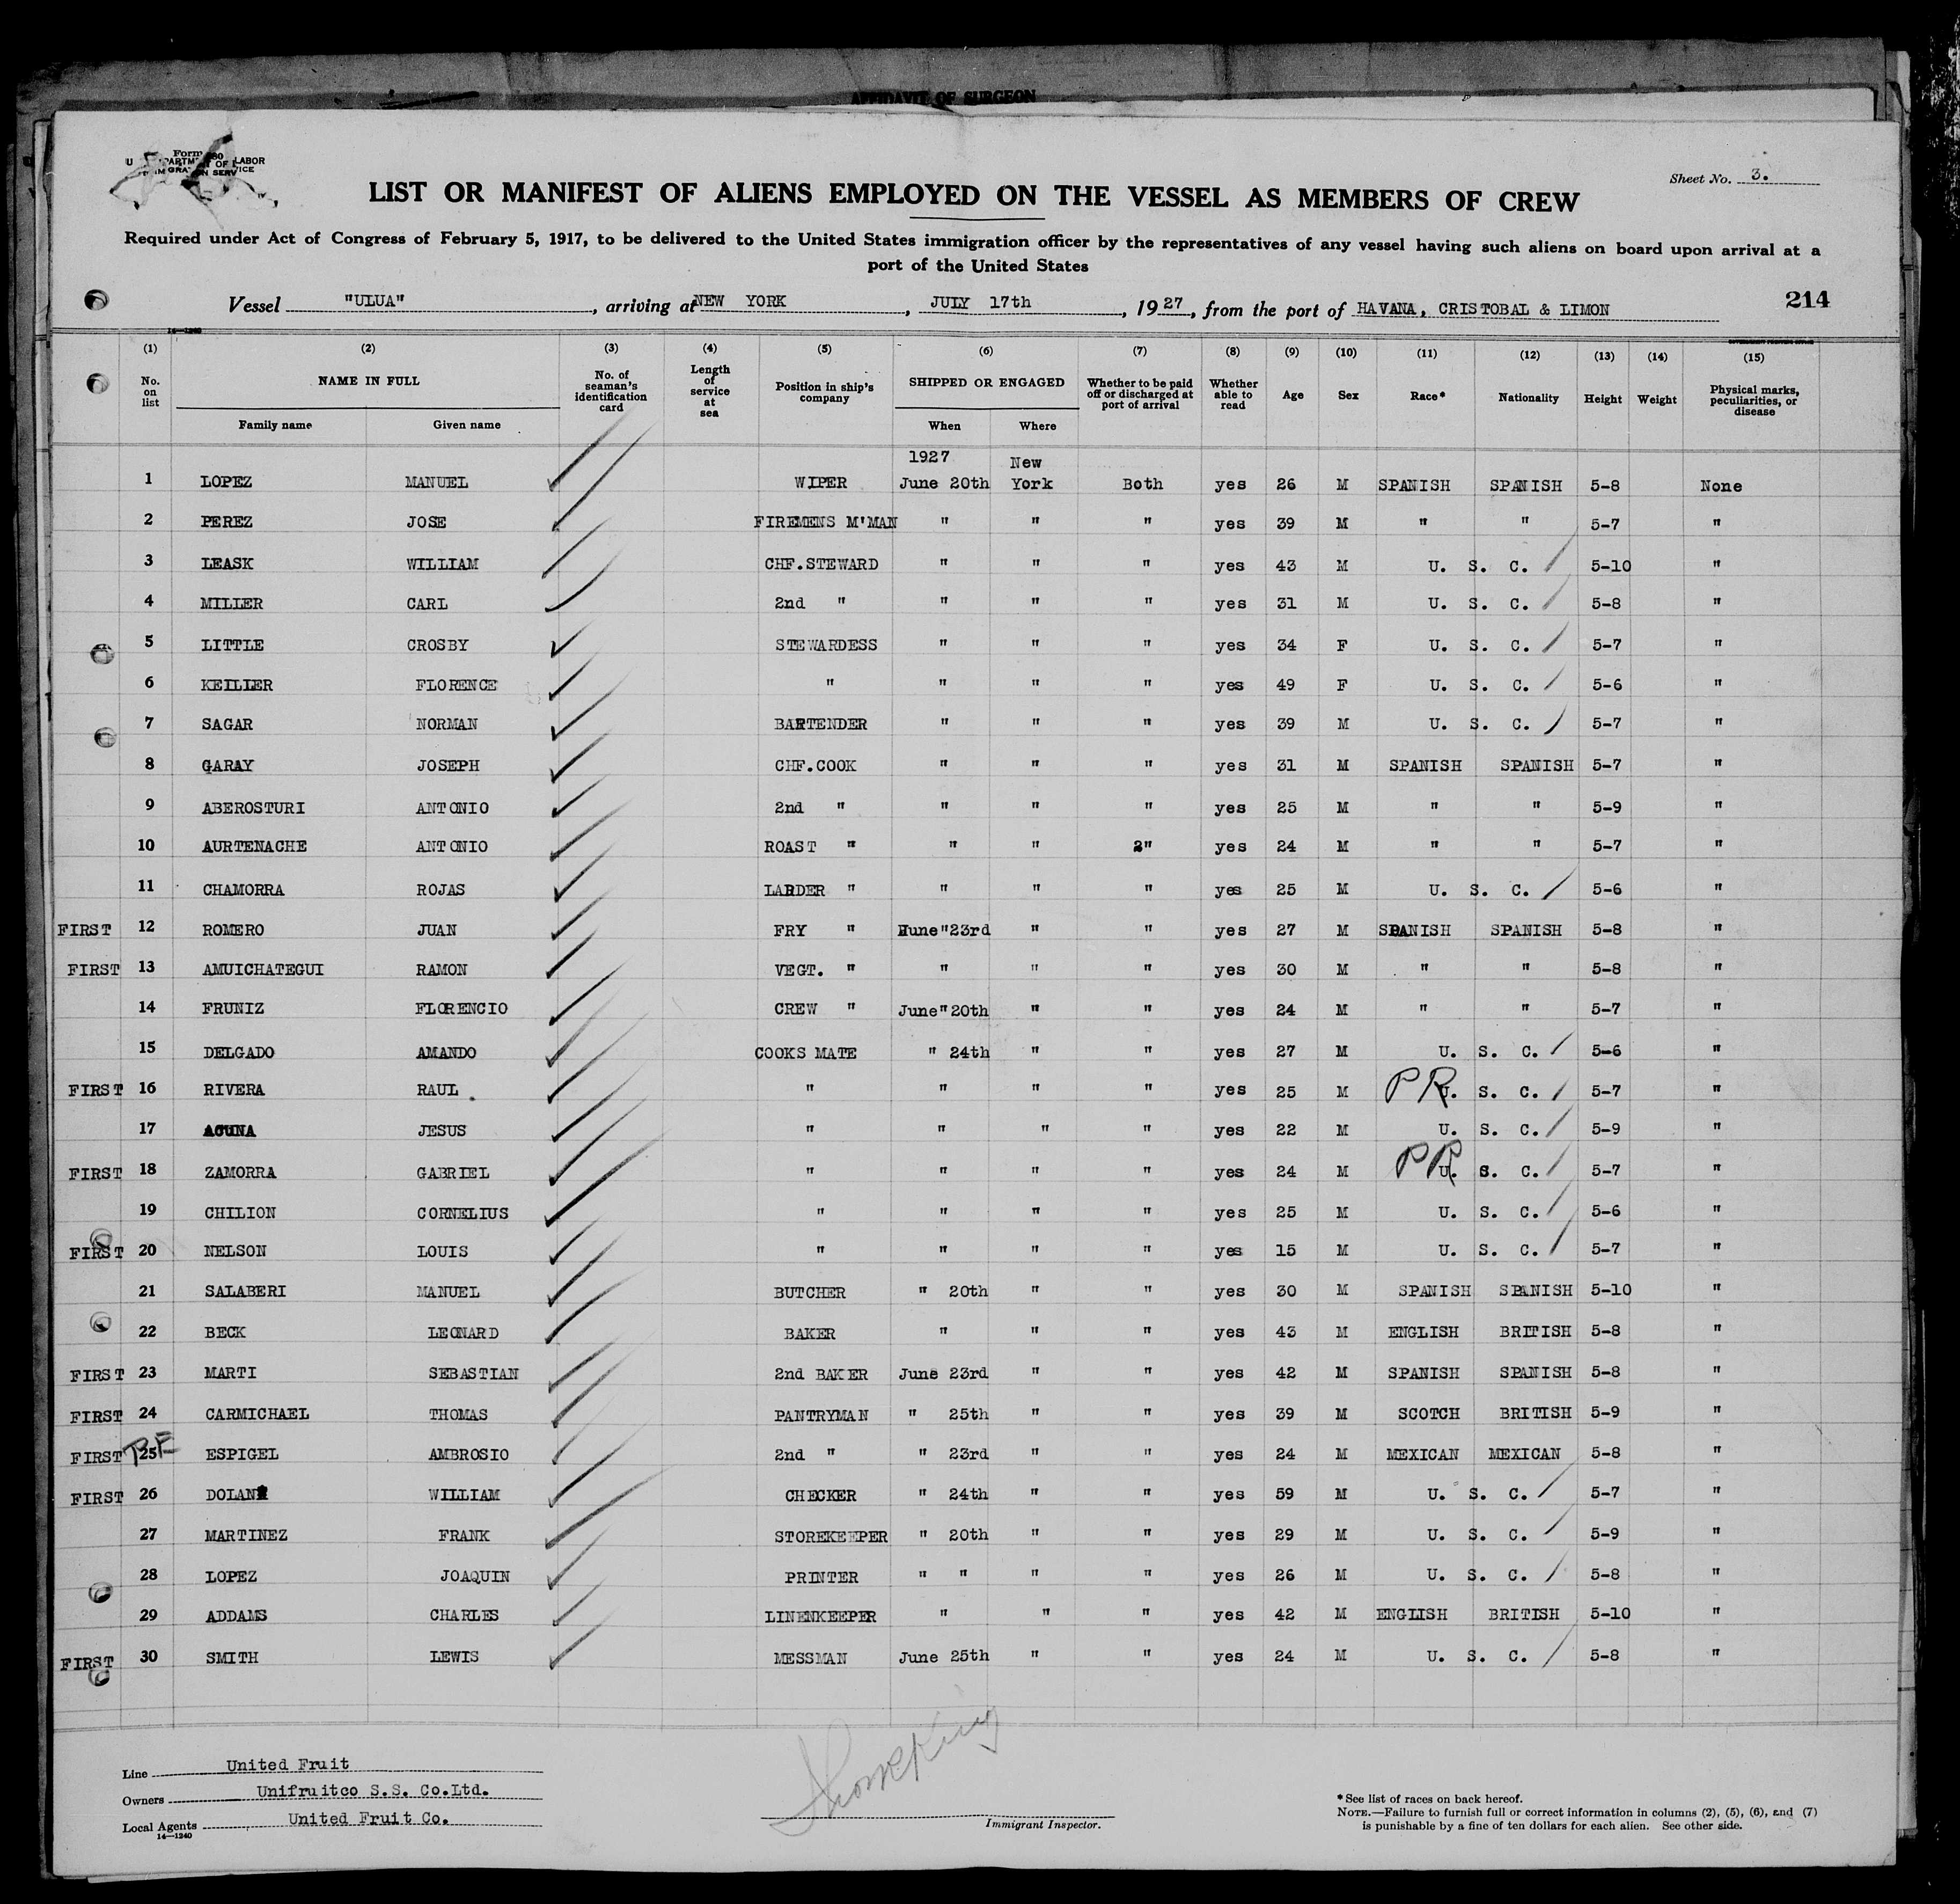 AFFIDAVIT OF SURGEON
LABOR
Sheet No. 3.
LIST OR MANIFEST OF ALIENS EMPLOYED ON THE VESSEL AS MEMBERS OF CREW
Required under Act of Congress of February 5, 1917, to be delivered to the United States immigration officer by the representatives of any vessel having such aliens on board upon arrival at a
port of the United States
Vessel "ULUA", arriving at NEW YORK, JULY 17th, 1927, from the port of HAVANA, CRISTOBAL & LIMON 214
14—1240
(1) (2) (3) (4) (5) (6) (7) (8) (9) (10) (11) (12) (13) (14) (15)
No. on list NAME IN FULL No. of seaman's identification card Length of service at sea Position in ship's company SHIPPED OR ENGAGED Whether to be paid off or discharged at port of arrival Whether able to read Age Sex Race* Nationality Height Weight Physical marks, peculiarities, or disease
Family name Given name When Where
1927 New
1 LOPEZ MANUEL WIPER June 20th York Both yes 26 M SPANISH SPANISH 5-8 None
2 PEREZ JOSE FIREMENS M'MAN " " " yes 39 M " " 5-7 "
3 LEASK WILLIAM CHF.STEWARD " " " yes 43 M U. S. C. 5-10 "
4 MILLER CARL 2nd " " " " yes 31 M U. S. C. 5-8 "
5 LITTLE CROSBY STEWARDESS " " " yes 34 F U. S. C. 5-7 "
6 KEILLER FLORENCE " " " " yes 49 F U. S. C. 5-6 "
7 SAGAR NORMAN BARTENDER " " " yes 39 M U. S. C. 5-7 "
8 GARAY JOSEPH CHF.COOK " " " yes 31 M SPANISH SPANISH 5-7 "
9 ABEROSTURI ANTONIO 2nd " " " " yes 25 M " " 5-9 "
10 AURTENACHE ANTONIO ROAST " " " 2" yes 24 M " " 5-7 "
11 CHAMORRA ROJAS LARDER " " " " yes 25 M U. S. C. 5-6 "
FIRST 12 ROMERO JUAN FRY " June "23rd " " yes 27 M SPANISH SPANISH 5-8 "
FIRST 13 AMUICHATEGUI RAMON VEGT. " " " " yes 30 M " " 5-8 "
14 FRUNIZ FLORENCIO CREW " June" 20th " " yes 24 M " " 5-7 "
15 DELGADO AMANDO COOKS MATE " 24th " " yes 27 M U. S. C. 5-6 "
FIRST 16 RIVERA RAUL " " " " yes 25 M PR U. S. C. 5-7 "
17 ACUNA JESUS " " " " yes 22 M U. S. C. 5-9 "
FIRST 18 ZAMORRA GABRIEL " " " " yes 24 M PR U. S. C. 5-7 "
19 CHILION CORNELIUS " " " " yes 25 M U. S. C. 5-6 "
FIRST 20 NELSON LOUIS " " " " yes 15 M U. S. C. 5-7 "
21 SALABERI MANUEL BUTCHER " 20th " " yes 30 M SPANISH SPANISH 5-10 "
22 BECK LEONARD BAKER " " " yes 43 M ENGLISH BRITISH 5-8 "
FIRST 23 MARTI SEBASTIAN 2nd BAKER June 23rd " " yes 42 M SPANISH SPANISH 5-8 "
FIRST 24 CARMICHAEL THOMAS PANTRYMAN " 25th " " yes 39 M SCOTCH BRITISH 5-9 "
FIRST 25 ESPIGEL AMBROSIO 2nd " " 23rd " " yes 24 M MEXICAN MEXICAN 5-8 "
FIRST 26 DOLAN WILLIAM CHECKER " 24th " " yes 59 M U. S. C. 5-7 "
27 MARTINEZ FRANK STOREKEEPER " 20th " " yes 29 M U. S. C. 5-9 "
28 LOPEZ JOAQUIN PRINTER " " " " yes 26 M U. S. C. 5-8 "
29 ADDAMS CHARLES LINENKEEPER " " " yes 42 M ENGLISH BRITISH 5-10 "
FIRST 30 SMITH LEWIS MESSMAN June 25th " " yes 24 M U. S. C. 5-8 "
Line United Fruit
Owners Unifruitco S.S. Co.Ltd.
Local Agents United Fruit Co.
14—1240
Immigrant Inspector.
*See list of races on back hereof.
NOTE.—Failure to furnish full or correct information in columns (2), (5), (6), and (7)
is punishable by a fine of ten dollars for each alien. See other side.